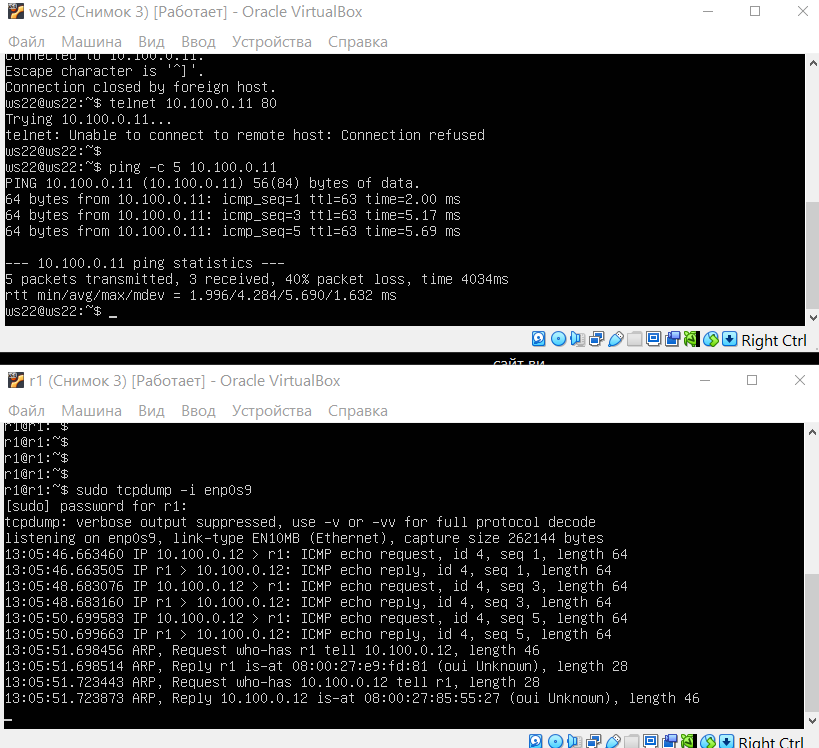 ws22 (Снимок 3) [Работает] - Oracle VirtualBox
Файл Машина Вид Ввод Устройства Справка
Connected to 10.100.0.11.
Escape character is '^]'.
Connection closed by foreign host.
ws22@ws22:~$ telnet 10.100.0.11 80
Trying 10.100.0.11...
telnet: Unable to connect to remote host: Connection refused
ws22@ws22:~$
ws22@ws22:~$ ping -c 5 10.100.0.11
PING 10.100.0.11 (10.100.0.11) 56(84) bytes of data.
64 bytes from 10.100.0.11: icmp_seq=1 ttl=63 time=2.00 ms
64 bytes from 10.100.0.11: icmp_seq=3 ttl=63 time=5.17 ms
64 bytes from 10.100.0.11: icmp_seq=5 ttl=63 time=5.69 ms
--- 10.100.0.11 ping statistics ---
5 packets transmitted, 3 received, 40% packet loss, time 4034ms
rtt min/avg/max/mdev = 1.996/4.284/5.690/1.632 ms
ws22@ws22:~$ _
Right Ctrl
сайт ви
r1 (Снимок 3) [Работает] - Oracle VirtualBox
Файл Машина Вид Ввод Устройства Справка
r1@r1:~$
r1@r1:~$
r1@r1:~$
r1@r1:~$
r1@r1:~$ sudo tcpdump -i enp0s9
[sudo] password for r1:
tcpdump: verbose output suppressed, use -v or -vv for full protocol decode
listening on enp0s9, link-type EN10MB (Ethernet), capture size 262144 bytes
13:05:46.663460 IP 10.100.0.12 > r1: ICMP echo request, id 4, seq 1, length 64
13:05:46.663505 IP r1 > 10.100.0.12: ICMP echo reply, id 4, seq 1, length 64
13:05:48.683076 IP 10.100.0.12 > r1: ICMP echo request, id 4, seq 3, length 64
13:05:48.683160 IP r1 > 10.100.0.12: ICMP echo reply, id 4, seq 3, length 64
13:05:50.699583 IP 10.100.0.12 > r1: ICMP echo request, id 4, seq 5, length 64
13:05:50.699663 IP r1 > 10.100.0.12: ICMP echo reply, id 4, seq 5, length 64
13:05:51.698456 ARP, Request who-has r1 tell 10.100.0.12, length 46
13:05:51.698514 ARP, Reply r1 is-at 08:00:27:e9:fd:81 (oui Unknown), length 28
13:05:51.723443 ARP, Request who-has 10.100.0.12 tell r1, length 28
13:05:51.723873 ARP, Reply 10.100.0.12 is-at 08:00:27:85:55:27 (oui Unknown), length 46
Right Ctrl